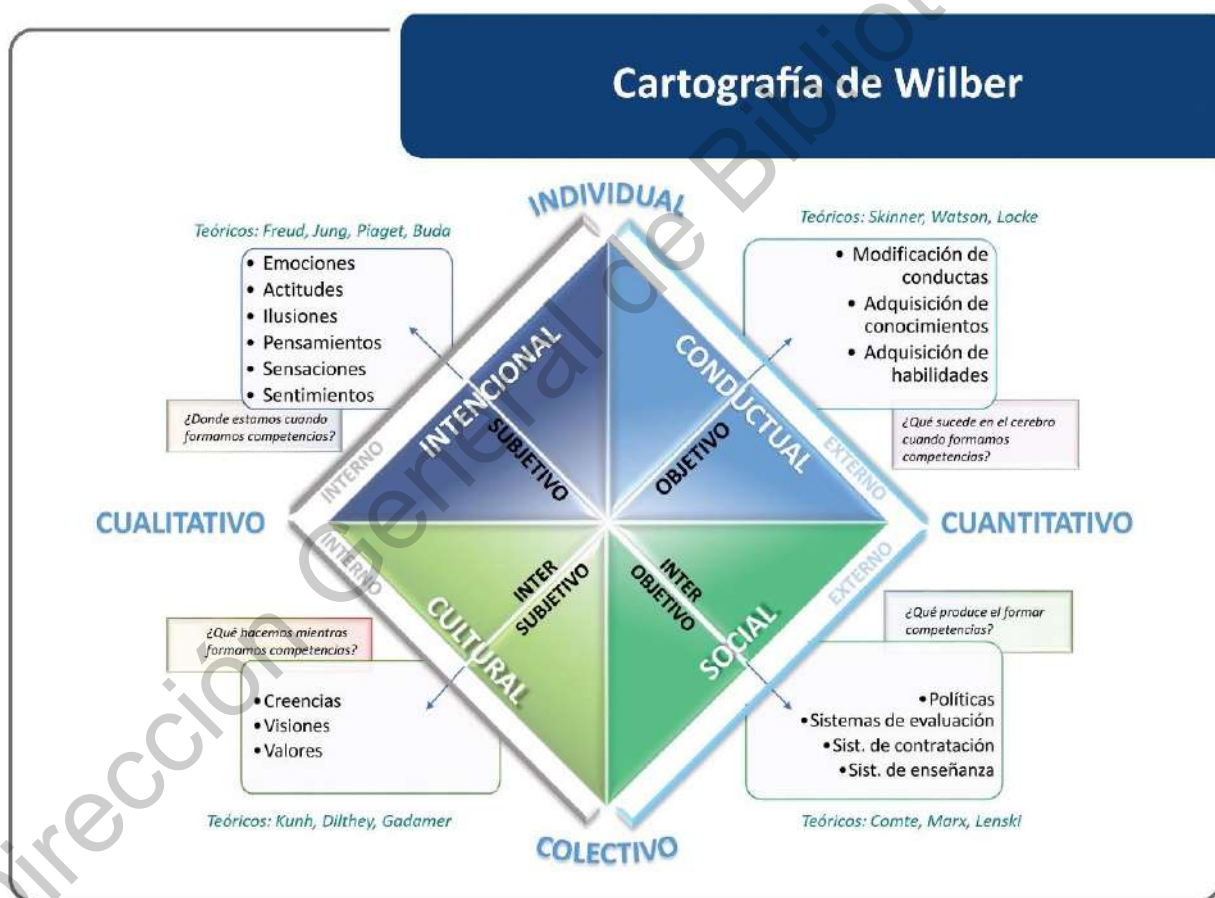 Cartografía de Wilber
INDIVIDUAL
Teóricos: Freud, Jung, Piaget, Buda
• Emociones
• Actitudes
• Ilusiones
• Pensamientos
• Sensaciones
• Sentimientos
¿Donde estamos cuando
formamos competencias?
Teóricos: Skinner, Watson, Locke
• Modificación de
conductas
• Adquisición de
conocimientos
• Adquisición de
habilidades
¿Qué sucede en el cerebro
cuando formamos
competencias?
INTENCIONAL
SUBJETIVO
INTERNO
CONDUCTUAL
OBJETIVO
EXTERNO
CUALITATIVO
CUANTITATIVO
INTERNO
INTER
SUBJETIVO
CULTURAL
INTER
OBJETIVO
SOCIAL
EXTERNO
¿Qué hacemos mientras
formamos competencias?
•Creencias
•Visiones
•Valores
Teóricos: Kunh, Dilthey, Gadamer
¿Qué produce el formar
competencias?
•Políticas
•Sistemas de evaluación
•Sist. de contratación
•Sist. de enseñanza
Teóricos: Comte, Marx, Lenski
COLECTIVO
Dirección General de Bibliot